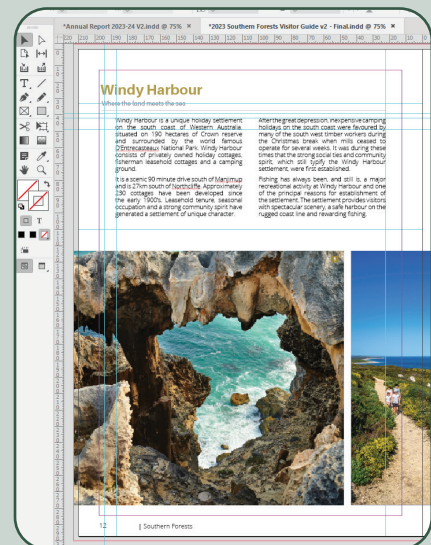 *Annual Report 2023-24 V2.indd @ 75% ×
*2023 Southern Forests Visitor Guide v2 - Final.indd @ 75% ×
Windy Harbour
Where the land meets the sea
Windy Harbour is a unique holiday settlement
on the south coast of Western Australia,
situated on 190 hectares of Crown reserve
and surrounded by the world famous
D'Entrecasteaux National Park. Windy Harbour
consists of privately owned holiday cottages,
fisherman leasehold cottages and a camping
ground.
It is a scenic 90 minute drive south of Manjimup
and is 27km south of Northcliffe. Approximately
230 cottages have been developed since
the early 1900's. Leasehold tenure, seasonal
occupation and a strong community spirit have
generated a settlement of unique character.
After the great depression, inexpensive camping
holidays on the south coast were favoured by
many of the south west timber workers during
the Christmas break when mills ceased to
operate for several weeks. It was during these
times that the strong social ties and community
spirit, which still typify the Windy Harbour
settlement, were first established.
Fishing has always been, and still is, a major
recreational activity at Windy Harbour and one
of the principal reasons for establishment of
the settlement. The settlement provides visitors
with spectacular scenery, a safe harbour on the
rugged coast line and rewarding fishing.
12 | Southern Forests